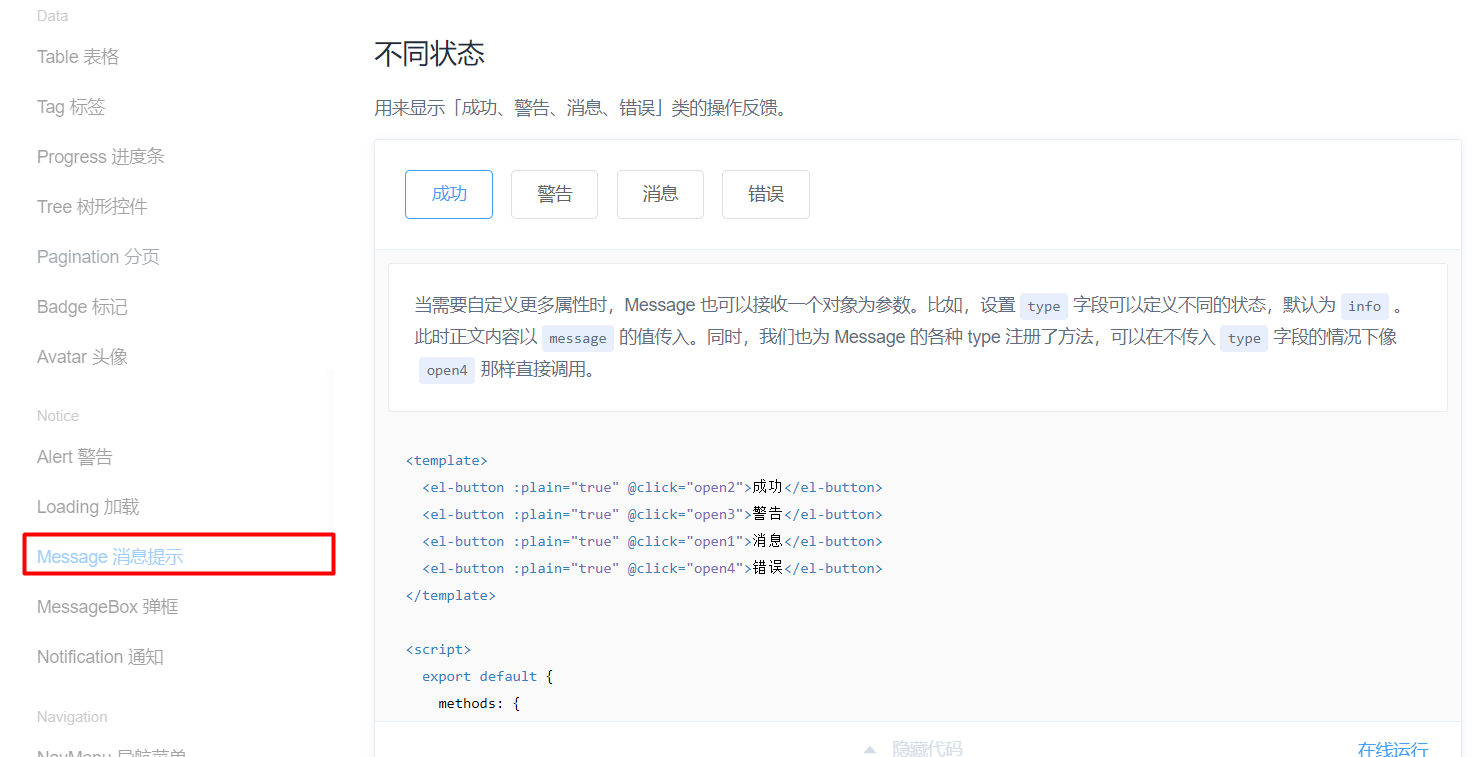 Data
Table 表格
Tag 标签
Progress 进度条
Tree 树形控件
Pagination 分页
Badge 标记
Avatar 头像
Notice
Alert 警告
Loading 加载
Message 消息提示
MessageBox 弹框
Notification 通知
Navigation
NavMenu 导航菜单
不同状态
用来显示「成功、警告、消息、错误」类的操作反馈。
成功 警告 消息 错误
当需要自定义更多属性时，Message 也可以接收一个对象为参数。比如，设置 type 字段可以定义不同的状态，默认为 info 。
此时正文内容以 message 的值传入。同时，我们也为 Message 的各种 type 注册了方法，可以在不传入 type 字段的情况下像
open4 那样直接调用。
<template>
  <el-button :plain="true" @click="open2">成功</el-button>
  <el-button :plain="true" @click="open3">警告</el-button>
  <el-button :plain="true" @click="open1">消息</el-button>
  <el-button :plain="true" @click="open4">错误</el-button>
</template>
<script>
  export default {
    methods: {
隐藏代码
在线运行